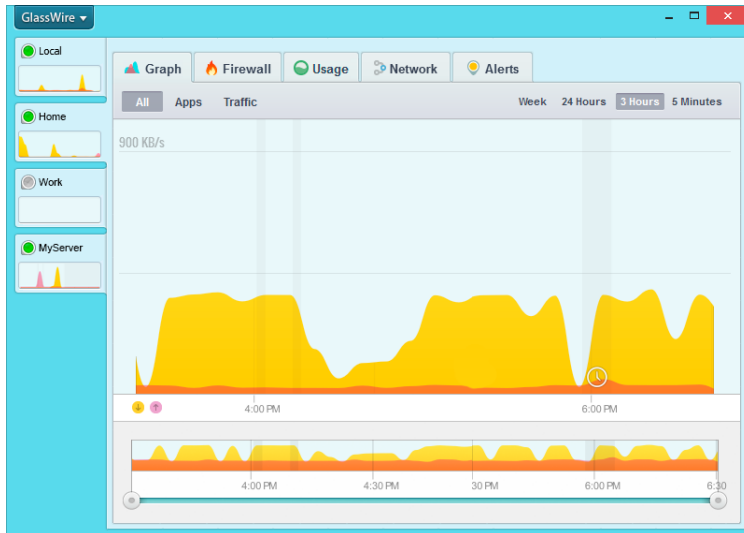 GlassWire
Local
Home
Work
MyServer
Graph Firewall Usage Network Alerts
All Apps Traffic Week 24 Hours 3 Hours 5 Minutes
900 KB/s
4:00 PM 6:00 PM
4:00 PM 4:30 PM 30 PM 6:00 PM 6:30